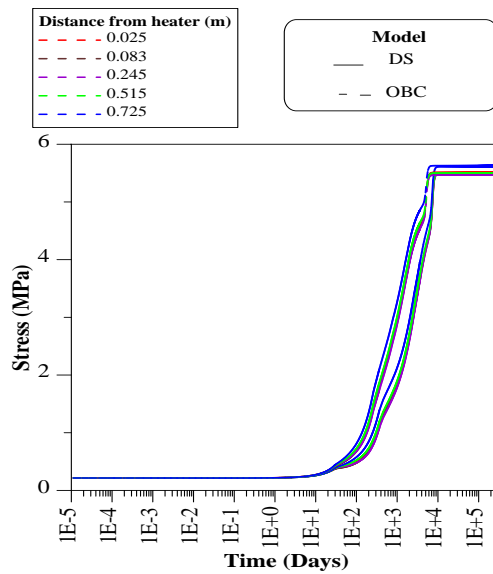 Distance from heater (m)
0.025
0.083
0.245
0.515
0.725
Model
DS
OBC
6
4
2
0
Stress (MPa)
1E-5
1E-4
1E-3
1E-2
1E-1
1E+0
1E+1
1E+2
1E+3
1E+4
1E+5
Time (Days)